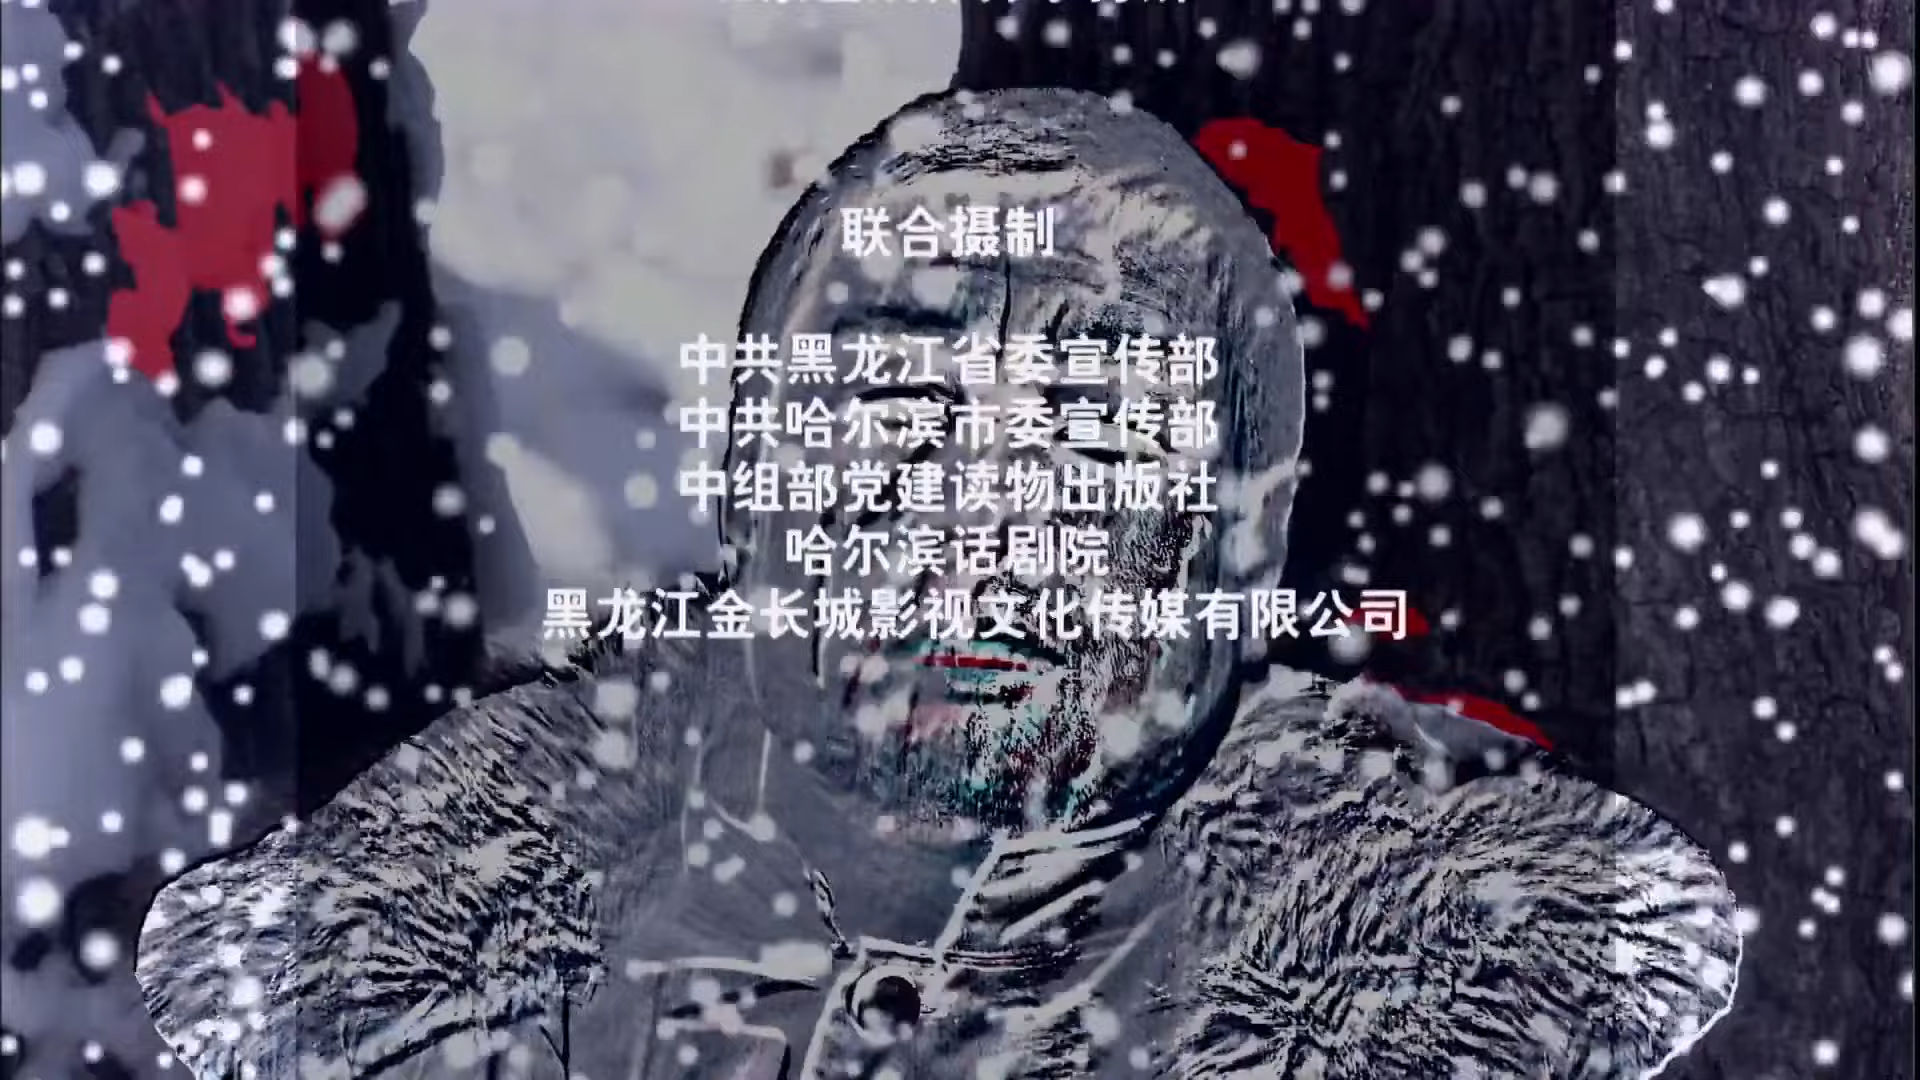 联合摄制
中共黑龙江省委宣传部
中共哈尔滨市委宣传部
中组部党建读物出版社
哈尔滨话剧院
黑龙江金长城影视文化传媒有限公司